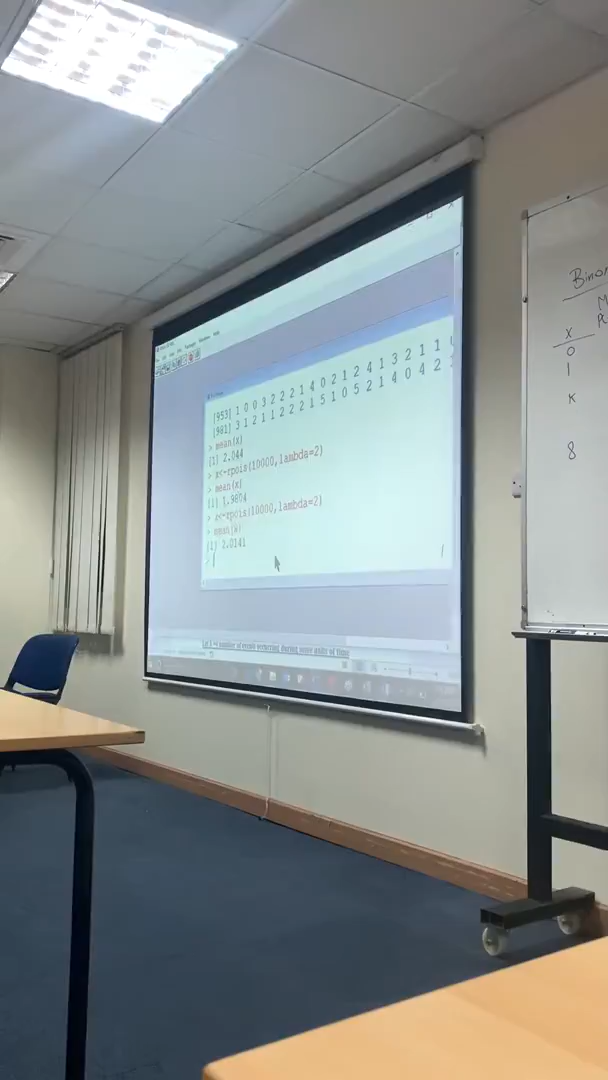 [953] 1 0 0 3 2 2 2 1 4 0 2 1 2 4 1 3 2 1 1
[981] 3 1 2 1 1 2 2 2 1 5 1 0 5 2 1 4 0 4 2
> mean(x)
[1] 2.044
> x<-rpois(10000,lambda=2)
> mean(x)
[1] 1.9804
> x<-rpois(10000,lambda=2)
> mean(x)
[1] 2.0141
>
Let X = number of events occurring during some units of time
Binom
X
0
1
K
8